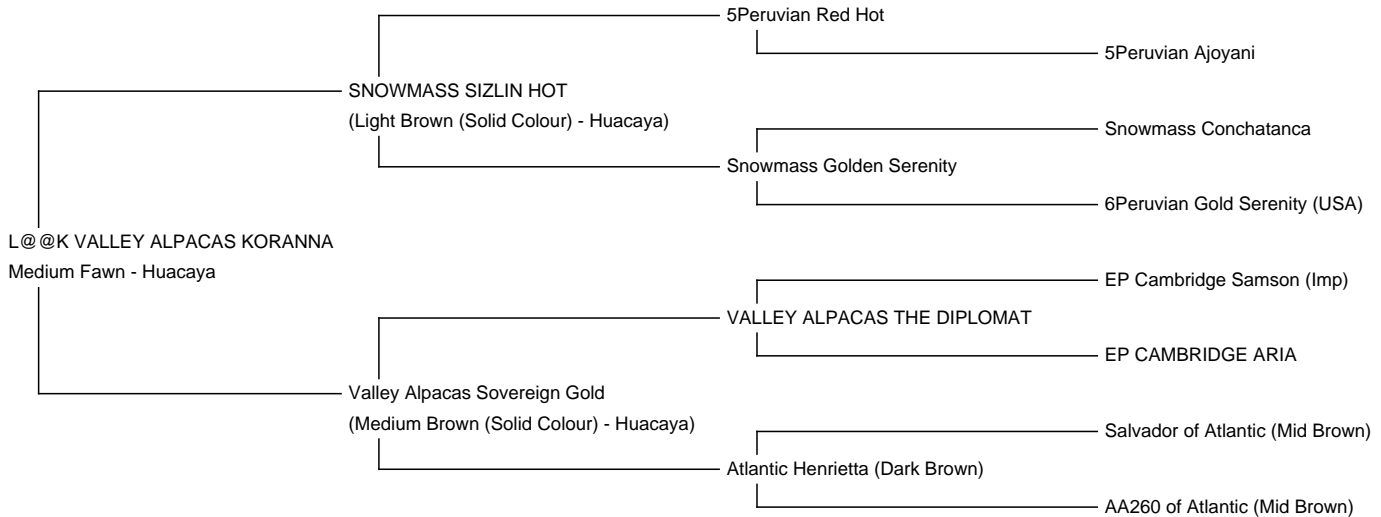 5Peruvian Red Hot
5Peruvian Ajoyani
SNOWMASS SIZLIN HOT
(Light Brown (Solid Colour) - Huacaya)
Snowmass Conchatanca
Snowmass Golden Serenity
6Peruvian Gold Serenity (USA)
L@@K VALLEY ALPACAS KORANNA
Medium Fawn - Huacaya
EP Cambridge Samson (Imp)
VALLEY ALPACAS THE DIPLOMAT
EP CAMBRIDGE ARIA
Valley Alpacas Sovereign Gold
(Medium Brown (Solid Colour) - Huacaya)
Salvador of Atlantic (Mid Brown)
Atlantic Henrietta (Dark Brown)
AA260 of Atlantic (Mid Brown)